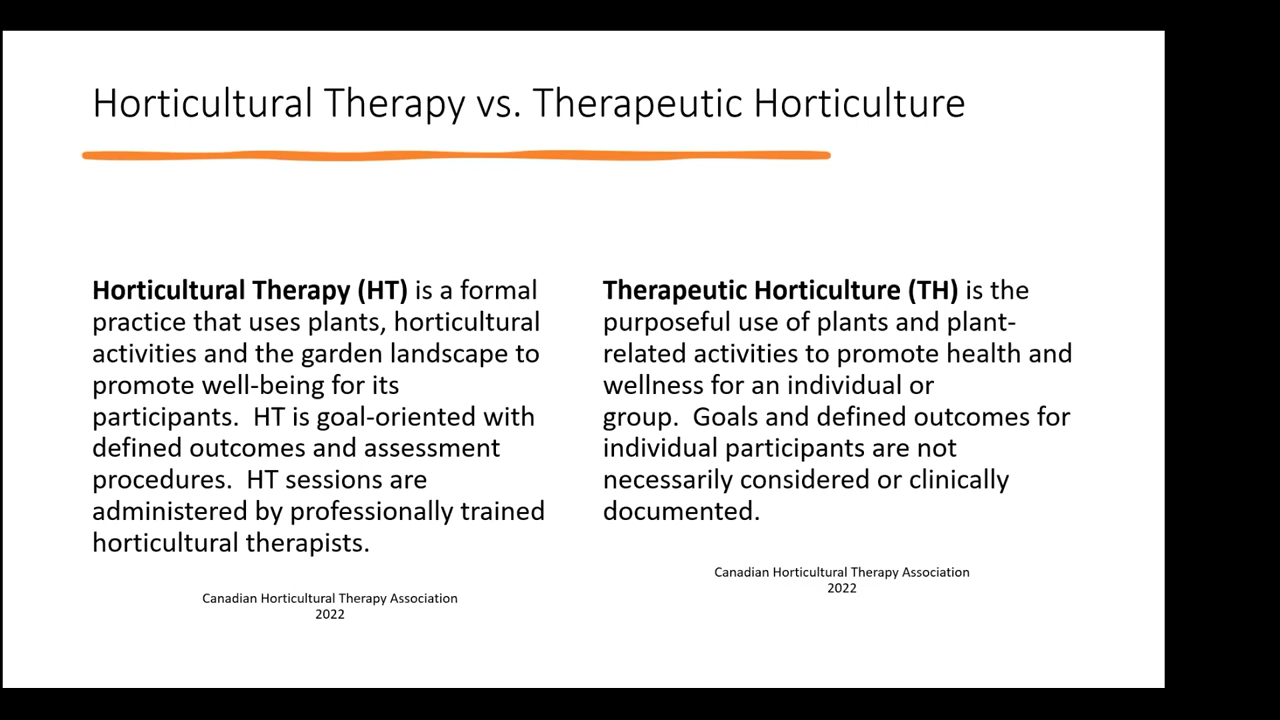 Horticultural Therapy vs. Therapeutic Horticulture
Horticultural Therapy (HT) is a formal
practice that uses plants, horticultural
activities and the garden landscape to
promote well-being for its
participants.  HT is goal-oriented with
defined outcomes and assessment
procedures.  HT sessions are
administered by professionally trained
horticultural therapists.
Canadian Horticultural Therapy Association
2022
Therapeutic Horticulture (TH) is the
purposeful use of plants and plant-
related activities to promote health and
wellness for an individual or
group.  Goals and defined outcomes for
individual participants are not
necessarily considered or clinically
documented.
Canadian Horticultural Therapy Association
2022